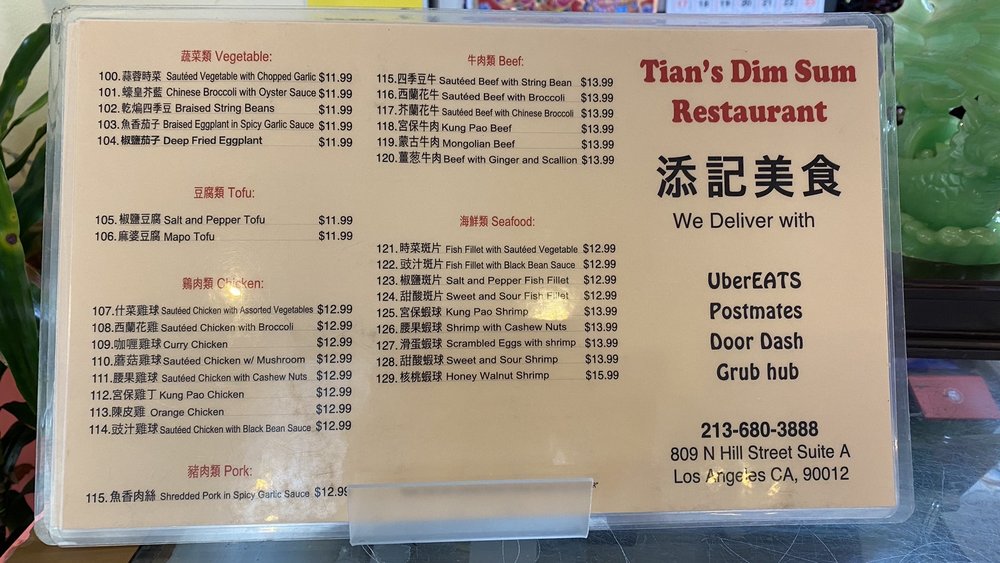 蔬菜類 Vegetable:
100.蒜蓉時菜 Sautéed Vegetable with Chopped Garlic $11.99
101.蠔皇芥藍 Chinese Broccoli with Oyster Sauce $11.99
102.乾煸四季豆 Braised String Beans $11.99
103.魚香茄子 Braised Eggplant in Spicy Garlic Sauce $11.99
104.椒鹽茄子 Deep Fried Eggplant $11.99
豆腐類 Tofu:
105.椒鹽豆腐 Salt and Pepper Tofu $11.99
106.麻婆豆腐 Mapo Tofu $11.99
鷄肉類 Chicken:
107.什菜雞球 Sautéed Chicken with Assorted Vegetables $12.99
108.西蘭花雞 Sautéed Chicken with Broccoli $12.99
109.咖喱雞球 Curry Chicken $12.99
110.蘑菇雞球 Sautéed Chicken w/ Mushroom $12.99
111.腰果雞球 Sautéed Chicken with Cashew Nuts $12.99
112.宮保雞丁 Kung Pao Chicken $12.99
113.陳皮雞 Orange Chicken $12.99
114.豉汁雞球 Sautéed Chicken with Black Bean Sauce $12.99
豬肉類 Pork:
115.魚香肉絲 Shredded Pork in Spicy Garlic Sauce $12.99
牛肉類 Beef:
115.四季豆牛 Sautéed Beef with String Bean $13.99
116.西蘭花牛 Sautéed Beef with Broccoli $13.99
117.芥蘭花牛 Sautéed Beef with Chinese Broccoli $13.99
118.宮保牛肉 Kung Pao Beef $13.99
119.蒙古牛肉 Mongolian Beef $13.99
120.薑葱牛肉 Beef with Ginger and Scallion $13.99
海鮮類 Seafood:
121.時菜斑片 Fish Fillet with Sautéed Vegetable $12.99
122.豉汁斑片 Fish Fillet with Black Bean Sauce $12.99
123.椒鹽斑片 Salt and Pepper Fish Fillet $12.99
124.甜酸斑片 Sweet and Sour Fish Fillet $12.99
125.宮保蝦球 Kung Pao Shrimp $13.99
126.腰果蝦球 Shrimp with Cashew Nuts $13.99
127.滑蛋蝦球 Scrambled Eggs with shrimp $13.99
128.甜酸蝦球 Sweet and Sour Shrimp $13.99
129.核桃蝦球 Honey Walnut Shrimp $15.99
Tian's Dim Sum
Restaurant
添記美食
We Deliver with
UberEATS
Postmates
Door Dash
Grub hub
213-680-3888
809 N Hill Street Suite A
Los Angeles CA, 90012